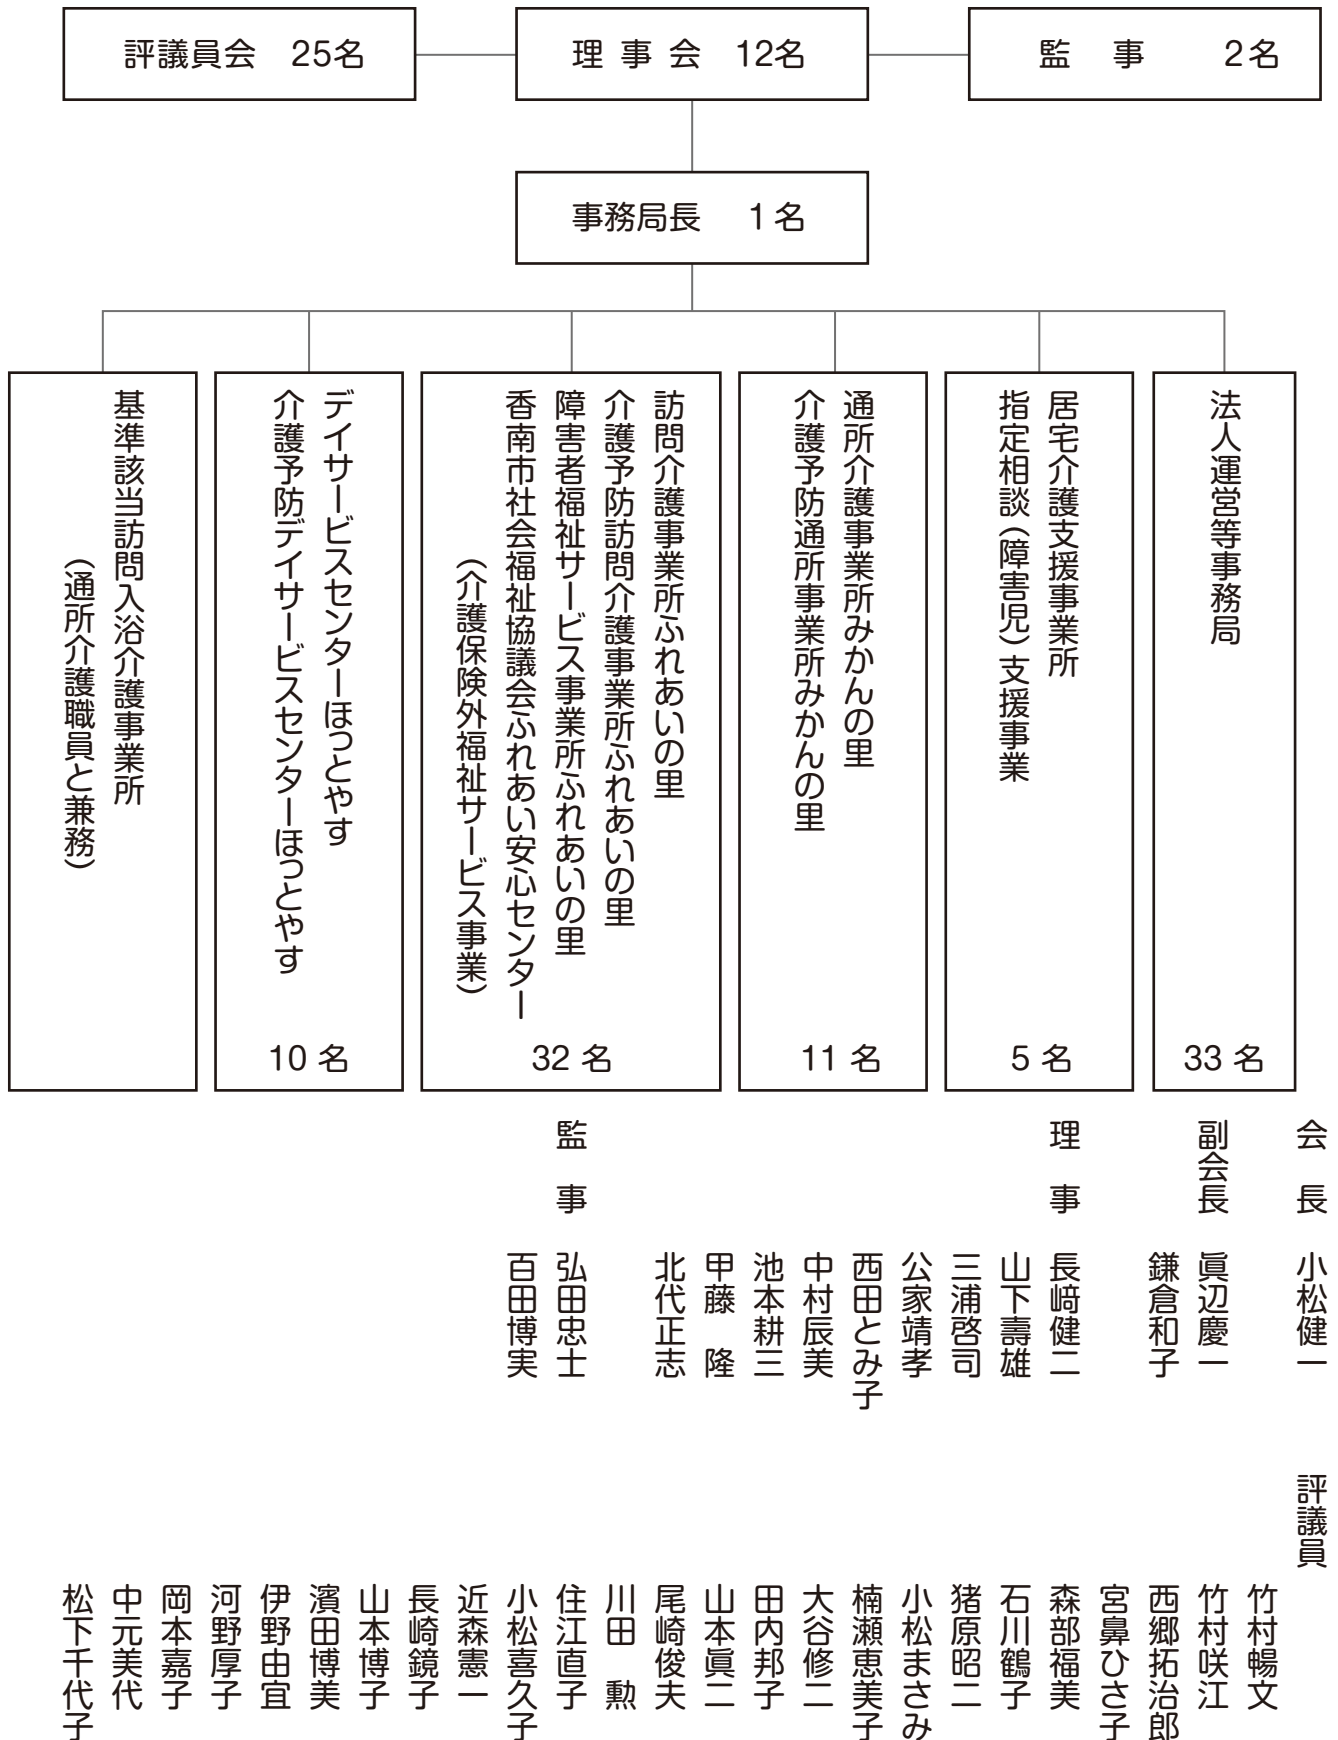 評議員会　25名
理事会　12名
監　事　2名
事務局長　1名
法人運営等事務局
33名
居宅介護支援事業所
指定相談（障害児）支援事業
5名
通所介護事業所みかんの里
介護予防通所事業所みかんの里
11名
訪問介護事業所ふれあいの里
介護予防訪問介護事業所ふれあいの里
障害者福祉サービス事業所ふれあいの里
香南市社会福祉協議会ふれあい安心センター
（介護保険外福祉サービス事業）
32名
デイサービスセンターほっとやす
介護予防デイサービスセンターほっとやす
10名
基準該当訪問入浴介護事業所
（通所介護職員と兼務）
会　長　小松健一
副会長　眞辺慶一
鎌倉和子
理　事　長﨑健二
山下壽雄
三浦啓司
公家靖孝
西田とみ子
中村辰美
池本耕三
甲藤　隆
北代正志
監　事　弘田忠士
百田博実
評議員
竹村暢文
竹村咲江
西郷拓治郎
宮鼻ひさ子
森部福美
石川鶴子
猪原昭二
小松まさみ
楠瀬恵美子
大谷修二
田内邦子
山本眞二
尾崎俊夫
川田　勲
住江直子
小松喜久子
近森憲一
長崎鏡子
山本博子
濱田博美
伊野由宜
河野厚子
岡本嘉子
中元美代
松下千代子